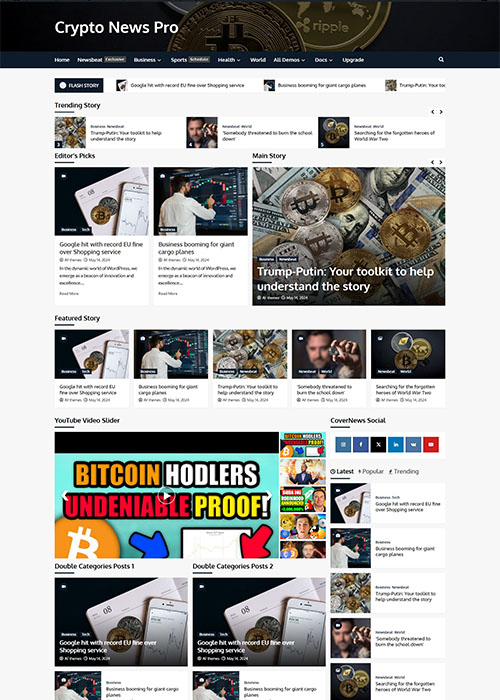 Crypto News Pro
ripple
Home Newsbeat Exclusive Business Sports Scheduled Health World All Demos Docs Upgrade
FLASH STORY Google hit with record EU fine over Shopping service Business booming for giant cargo planes Trump-Putin: Your toolkit to
Trending Story
3 Business Newsbeat
Trump-Putin: Your toolkit to help
understand the story
4 Newsbeat World
'Somebody threatened to burn the school
down'
5 Newsbeat World
Searching for the forgotten heroes of
World War Two
Editor's Picks
Business Tech
Google hit with record EU fine
over Shopping service
AF themes May 14, 2024
In the dynamic world of WordPress, we
emerge as a beacon of innovation and
excellence...
Read More
Business
Business booming for giant
cargo planes
AF themes May 14, 2024
In the dynamic world of WordPress, we
emerge as a beacon of innovation and
excellence...
Read More
Main Story
Business Newsbeat
Trump-Putin: Your toolkit to help
understand the story
AF themes May 14, 2024
Featured Story
Business Tech
Google hit with record EU
fine over Shopping service
AF themes May 14, 2024
Business
Business booming for giant
cargo planes
AF themes May 14, 2024
Business Newsbeat
Trump-Putin: Your toolkit to
help understand the story
AF themes May 14, 2024
Newsbeat World
'Somebody threatened to
burn the school down'
AF themes May 14, 2024
Newsbeat World
Searching for the forgotten
heroes of World War Two
AF themes May 14, 2024
YouTube Video Slider
BITCOIN HODLERS
UNDENIABLE PROOF!
HODLERS
PROOF!
CoverNews Social
Latest Popular Trending
Business Tech
Google hit with record EU fine
over Shopping service
Business
Business booming for giant
cargo planes
Business Newsbeat
Trump-Putin: Your toolkit to
help understand the story
Newsbeat World
'Somebody threatened to
burn the school down'
Newsbeat World
Searching for the forgotten
heroes of World War Two
Double Categories Posts 1
Business Tech
Google hit with record EU fine over
Shopping service
AF themes May 14, 2024
Business
Business booming for giant cargo
planes
Double Categories Posts 2
Business Tech
Google hit with record EU fine over
Shopping service
AF themes May 14, 2024
Business
Business booming for giant cargo
planes